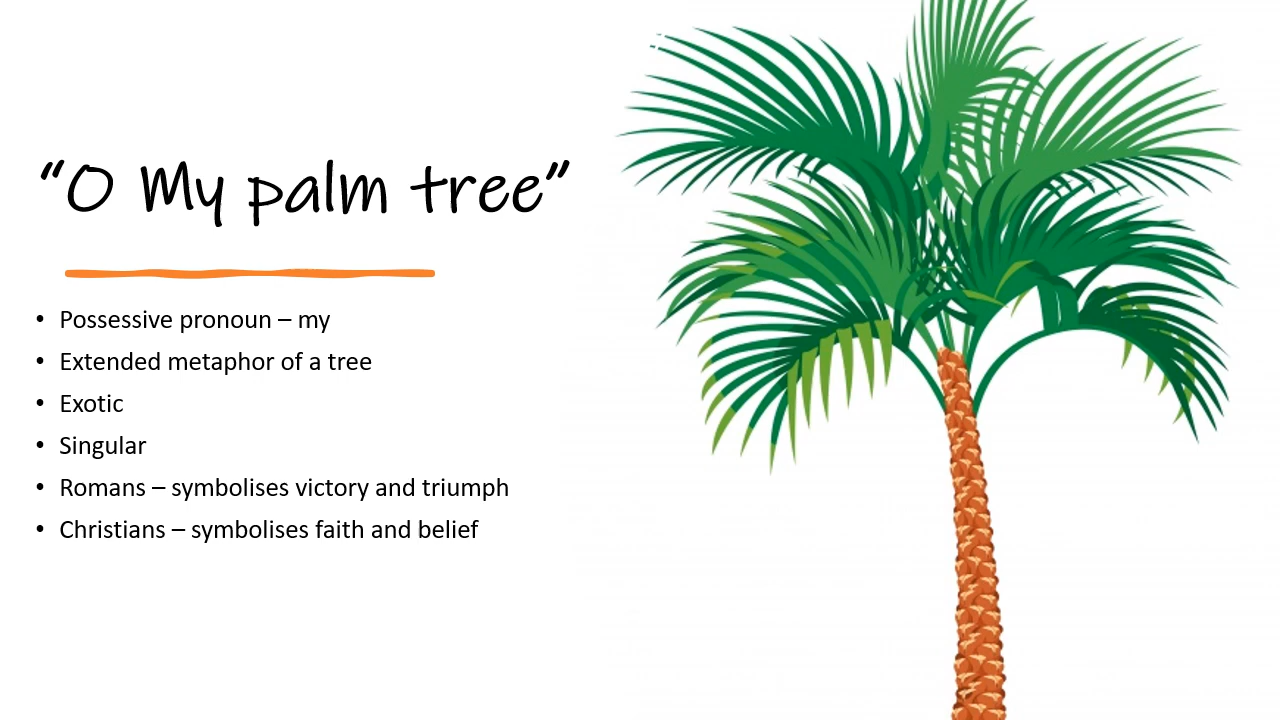 “O My palm tree”
• Possessive pronoun – my
• Extended metaphor of a tree
• Exotic
• Singular
• Romans – symbolises victory and triumph
• Christians – symbolises faith and belief